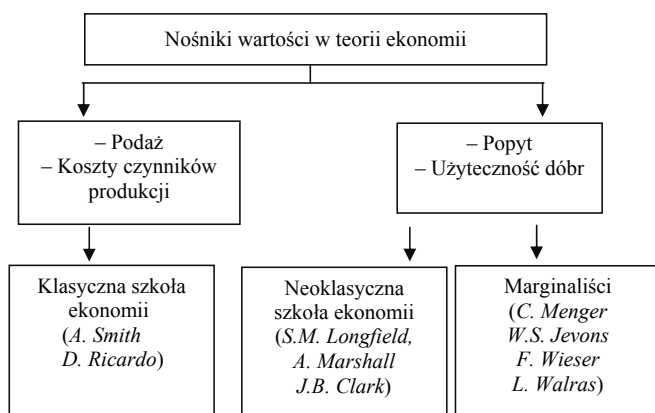 Nośniki wartości w teorii ekonomii
– Podaż
– Koszty czynników
produkcji
– Popyt
– Użyteczność dóbr
Klasyczna szkoła
ekonomii
(A. Smith
D. Ricardo)
Neoklasyczna
szkoła ekonomii
(S.M. Longfield,
A. Marshall
J.B. Clark)
Marginaliści
(C. Menger
W.S. Jevons
F. Wieser
L. Walras)